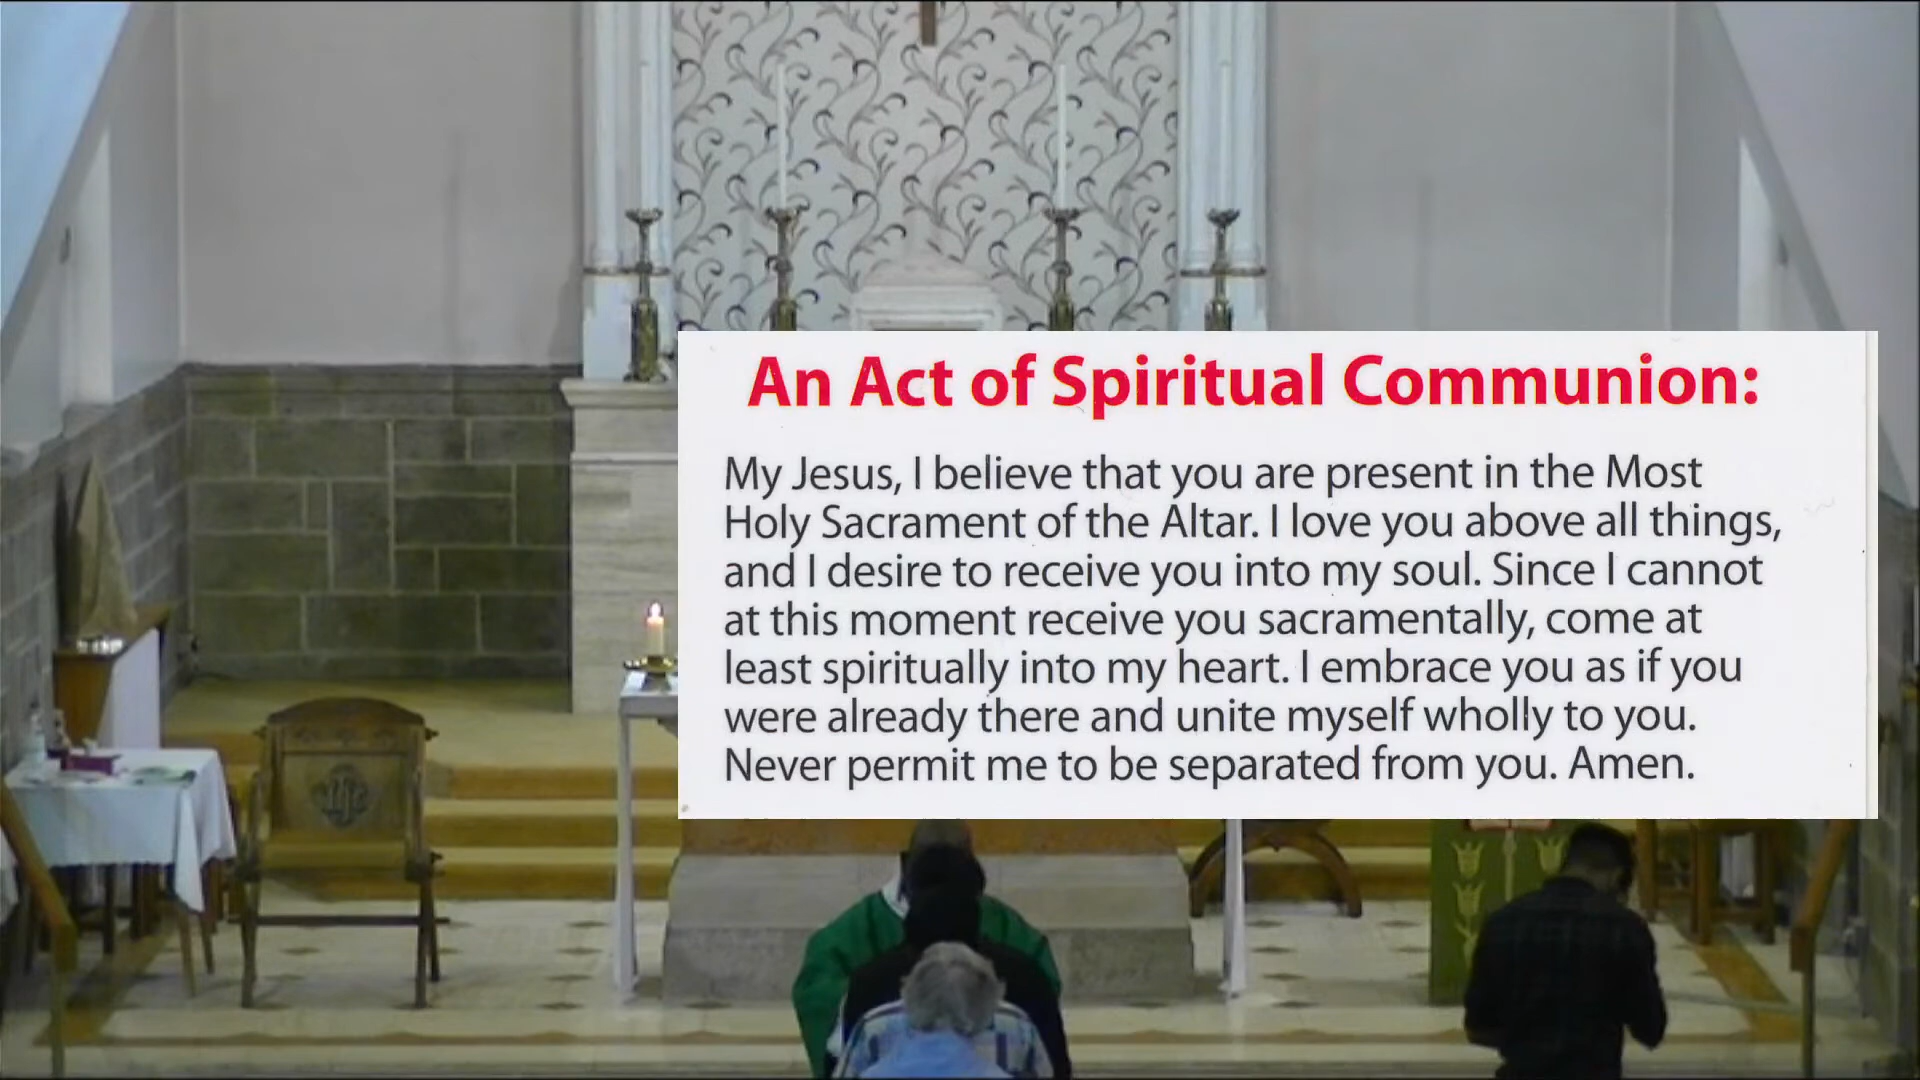 An Act of Spiritual Communion:
My Jesus, I believe that you are present in the Most
Holy Sacrament of the Altar. I love you above all things,
and I desire to receive you into my soul. Since I cannot
at this moment receive you sacramentally, come at
least spiritually into my heart. I embrace you as if you
were already there and unite myself wholly to you.
Never permit me to be separated from you. Amen.